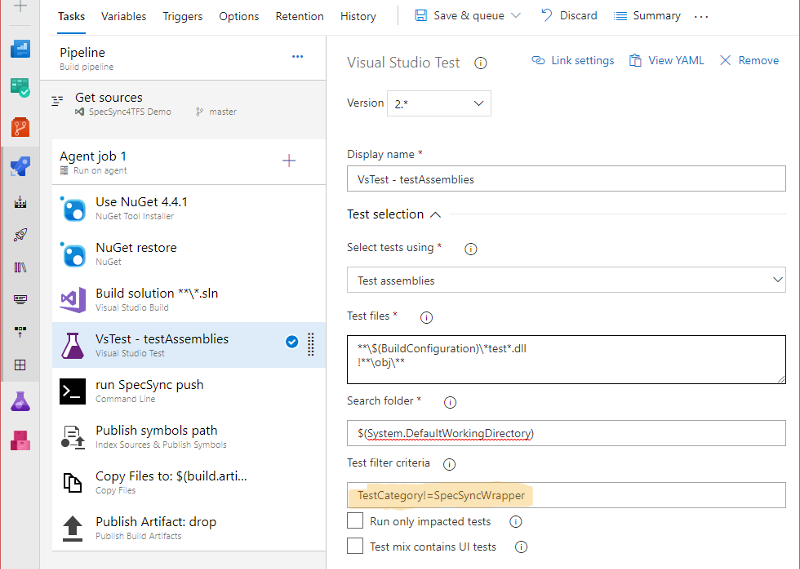 Tasks Variables Triggers Options Retention History Save & queue Discard Summary ...
Pipeline
Build pipeline
...
Get sources
SpecSync4TFS Demo master
Agent job 1
Run on agent
Use NuGet 4.4.1
NuGet Tool Installer
NuGet restore
NuGet
Build solution **\*.sln
Visual Studio Build
VsTest - testAssemblies
Visual Studio Test
run SpecSync push
Command Line
Publish symbols path
Index Sources & Publish Symbols
Copy Files to: $(build.arti...
Copy Files
Publish Artifact: drop
Publish Build Artifacts
Visual Studio Test Link settings View YAML Remove
Version 2.*
Display name *
VsTest - testAssemblies
Test selection
Select tests using *
Test assemblies
Test files *
**\$(BuildConfiguration)\*test*.dll
!**\obj\**
Search folder *
$(System.DefaultWorkingDirectory)
Test filter criteria
TestCategory!=SpecSyncWrapper
Run only impacted tests
Test mix contains UI tests